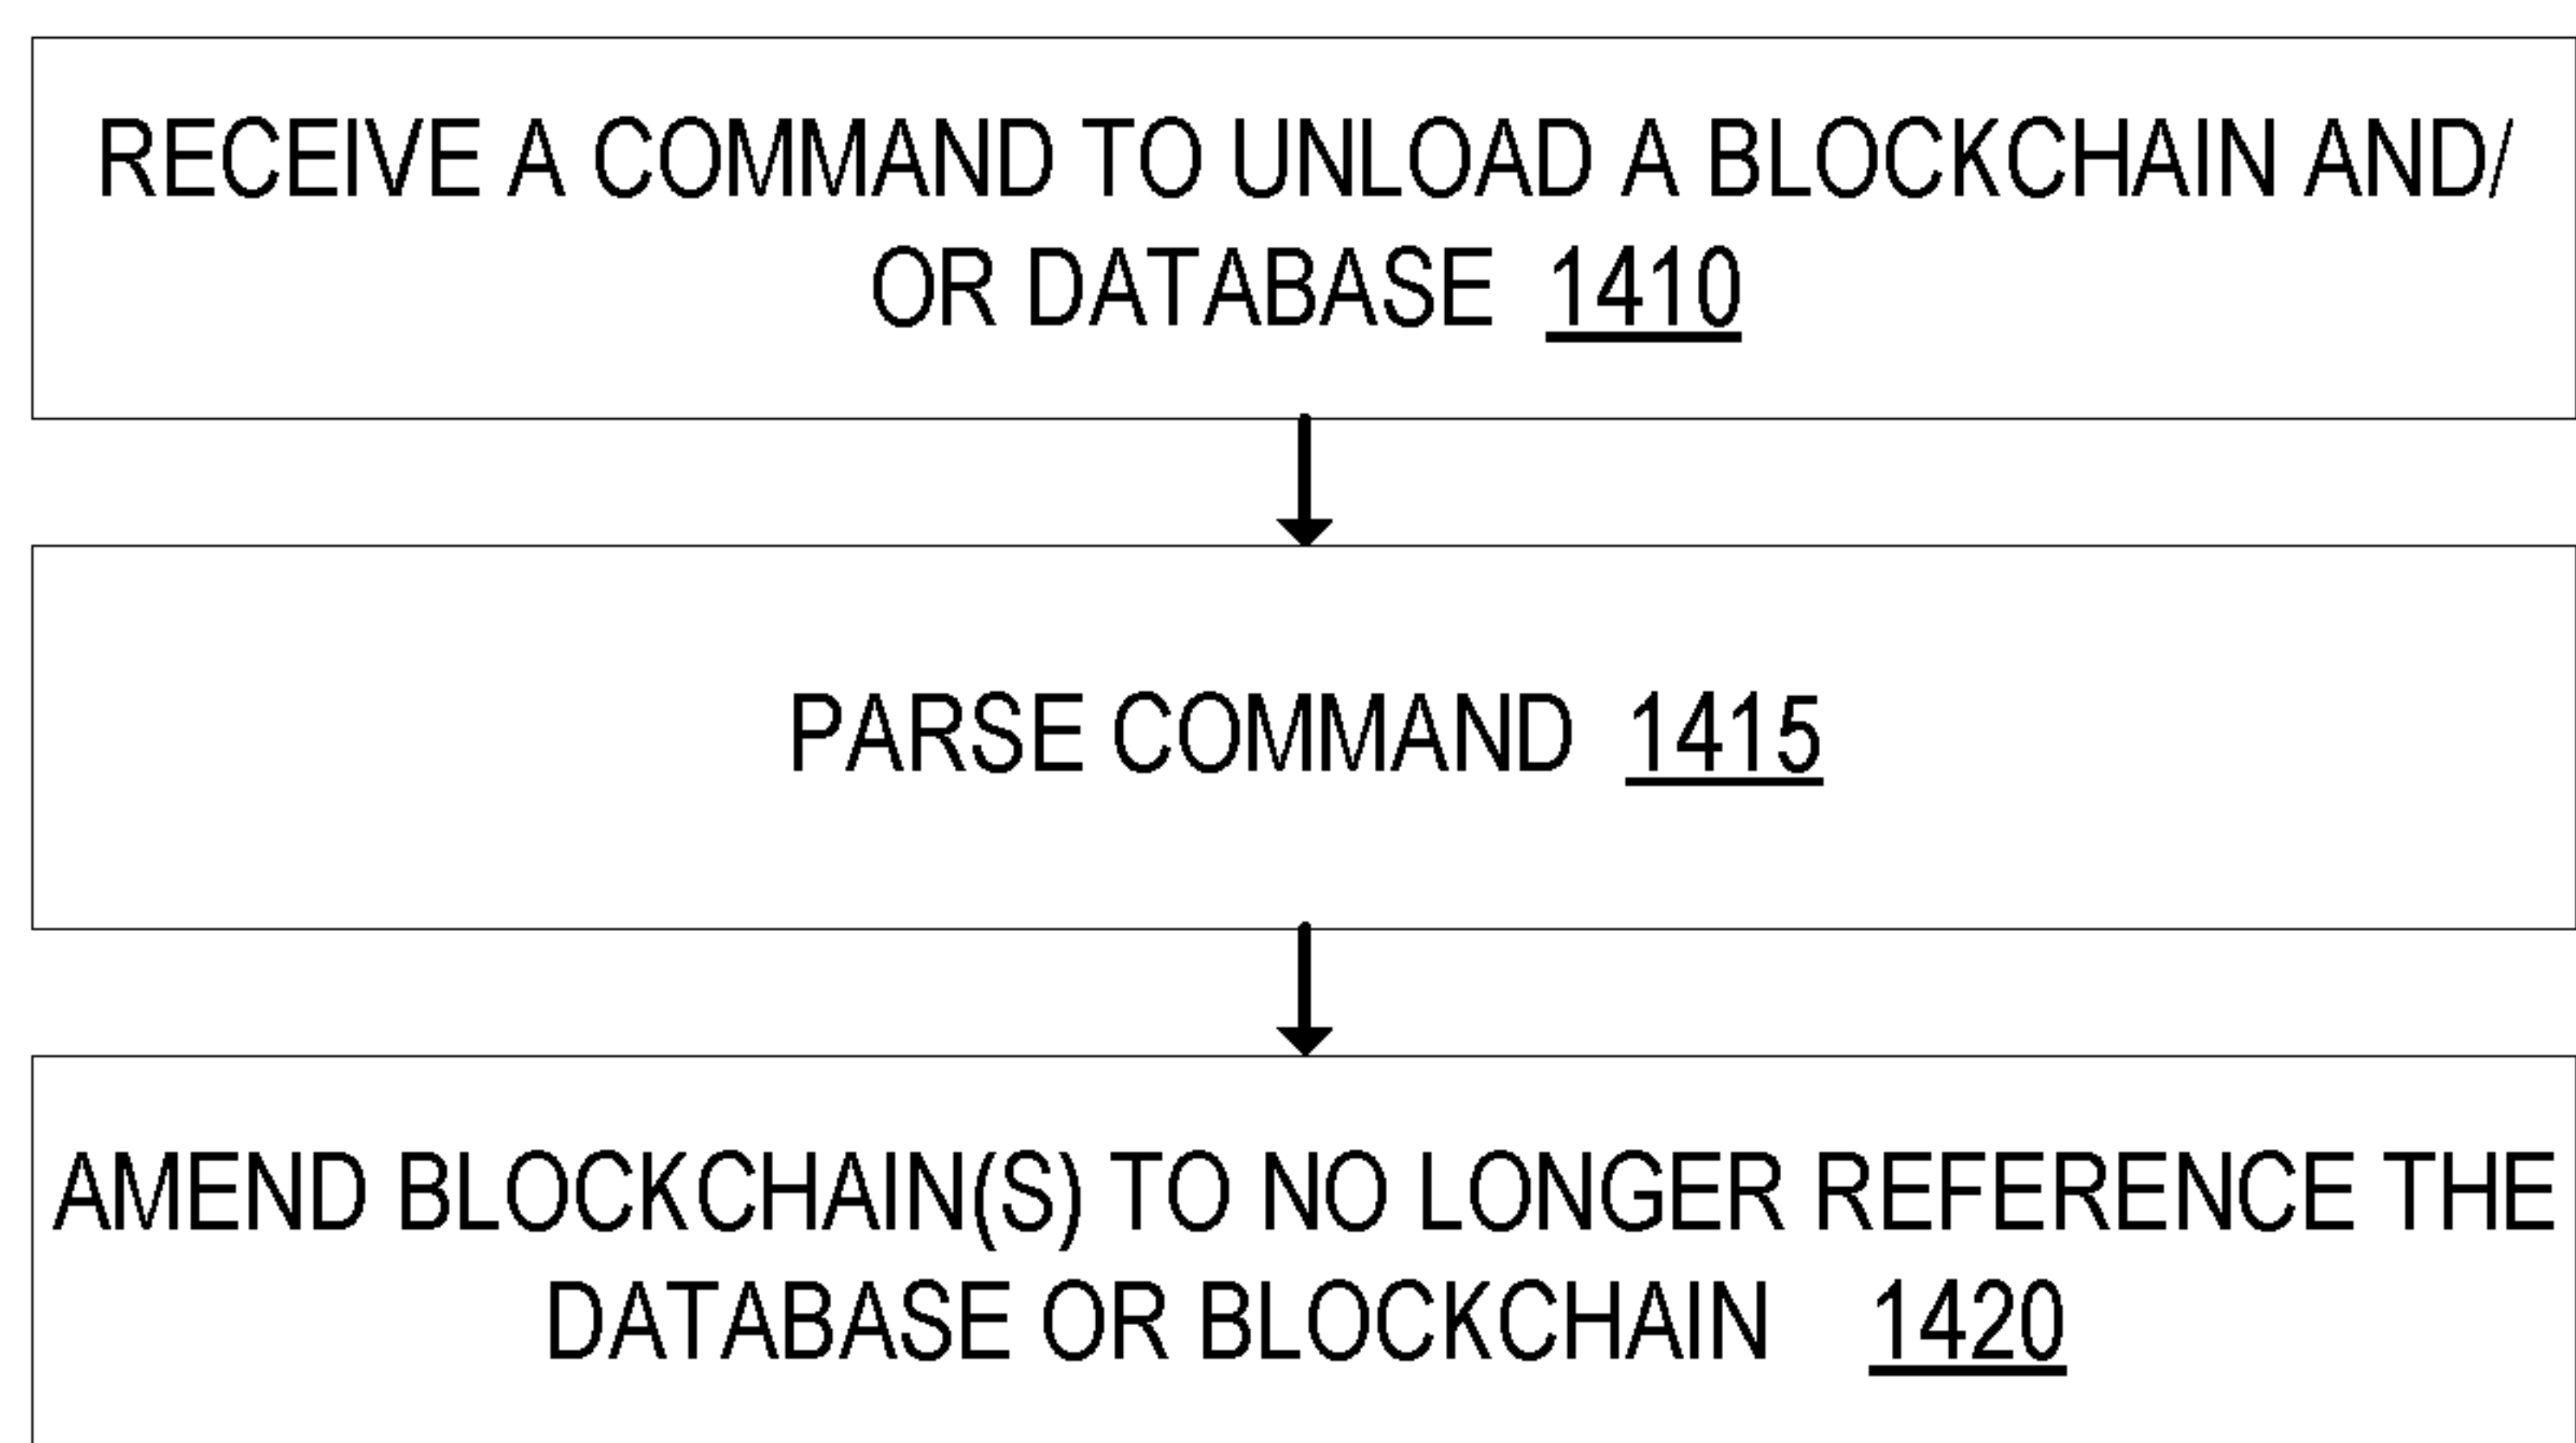 RECEIVE A COMMAND TO UNLOAD A BLOCKCHAIN AND/
OR DATABASE 1410
PARSE COMMAND 1415
AMEND BLOCKCHAIN(S) TO NO LONGER REFERENCE THE
DATABASE OR BLOCKCHAIN 1420